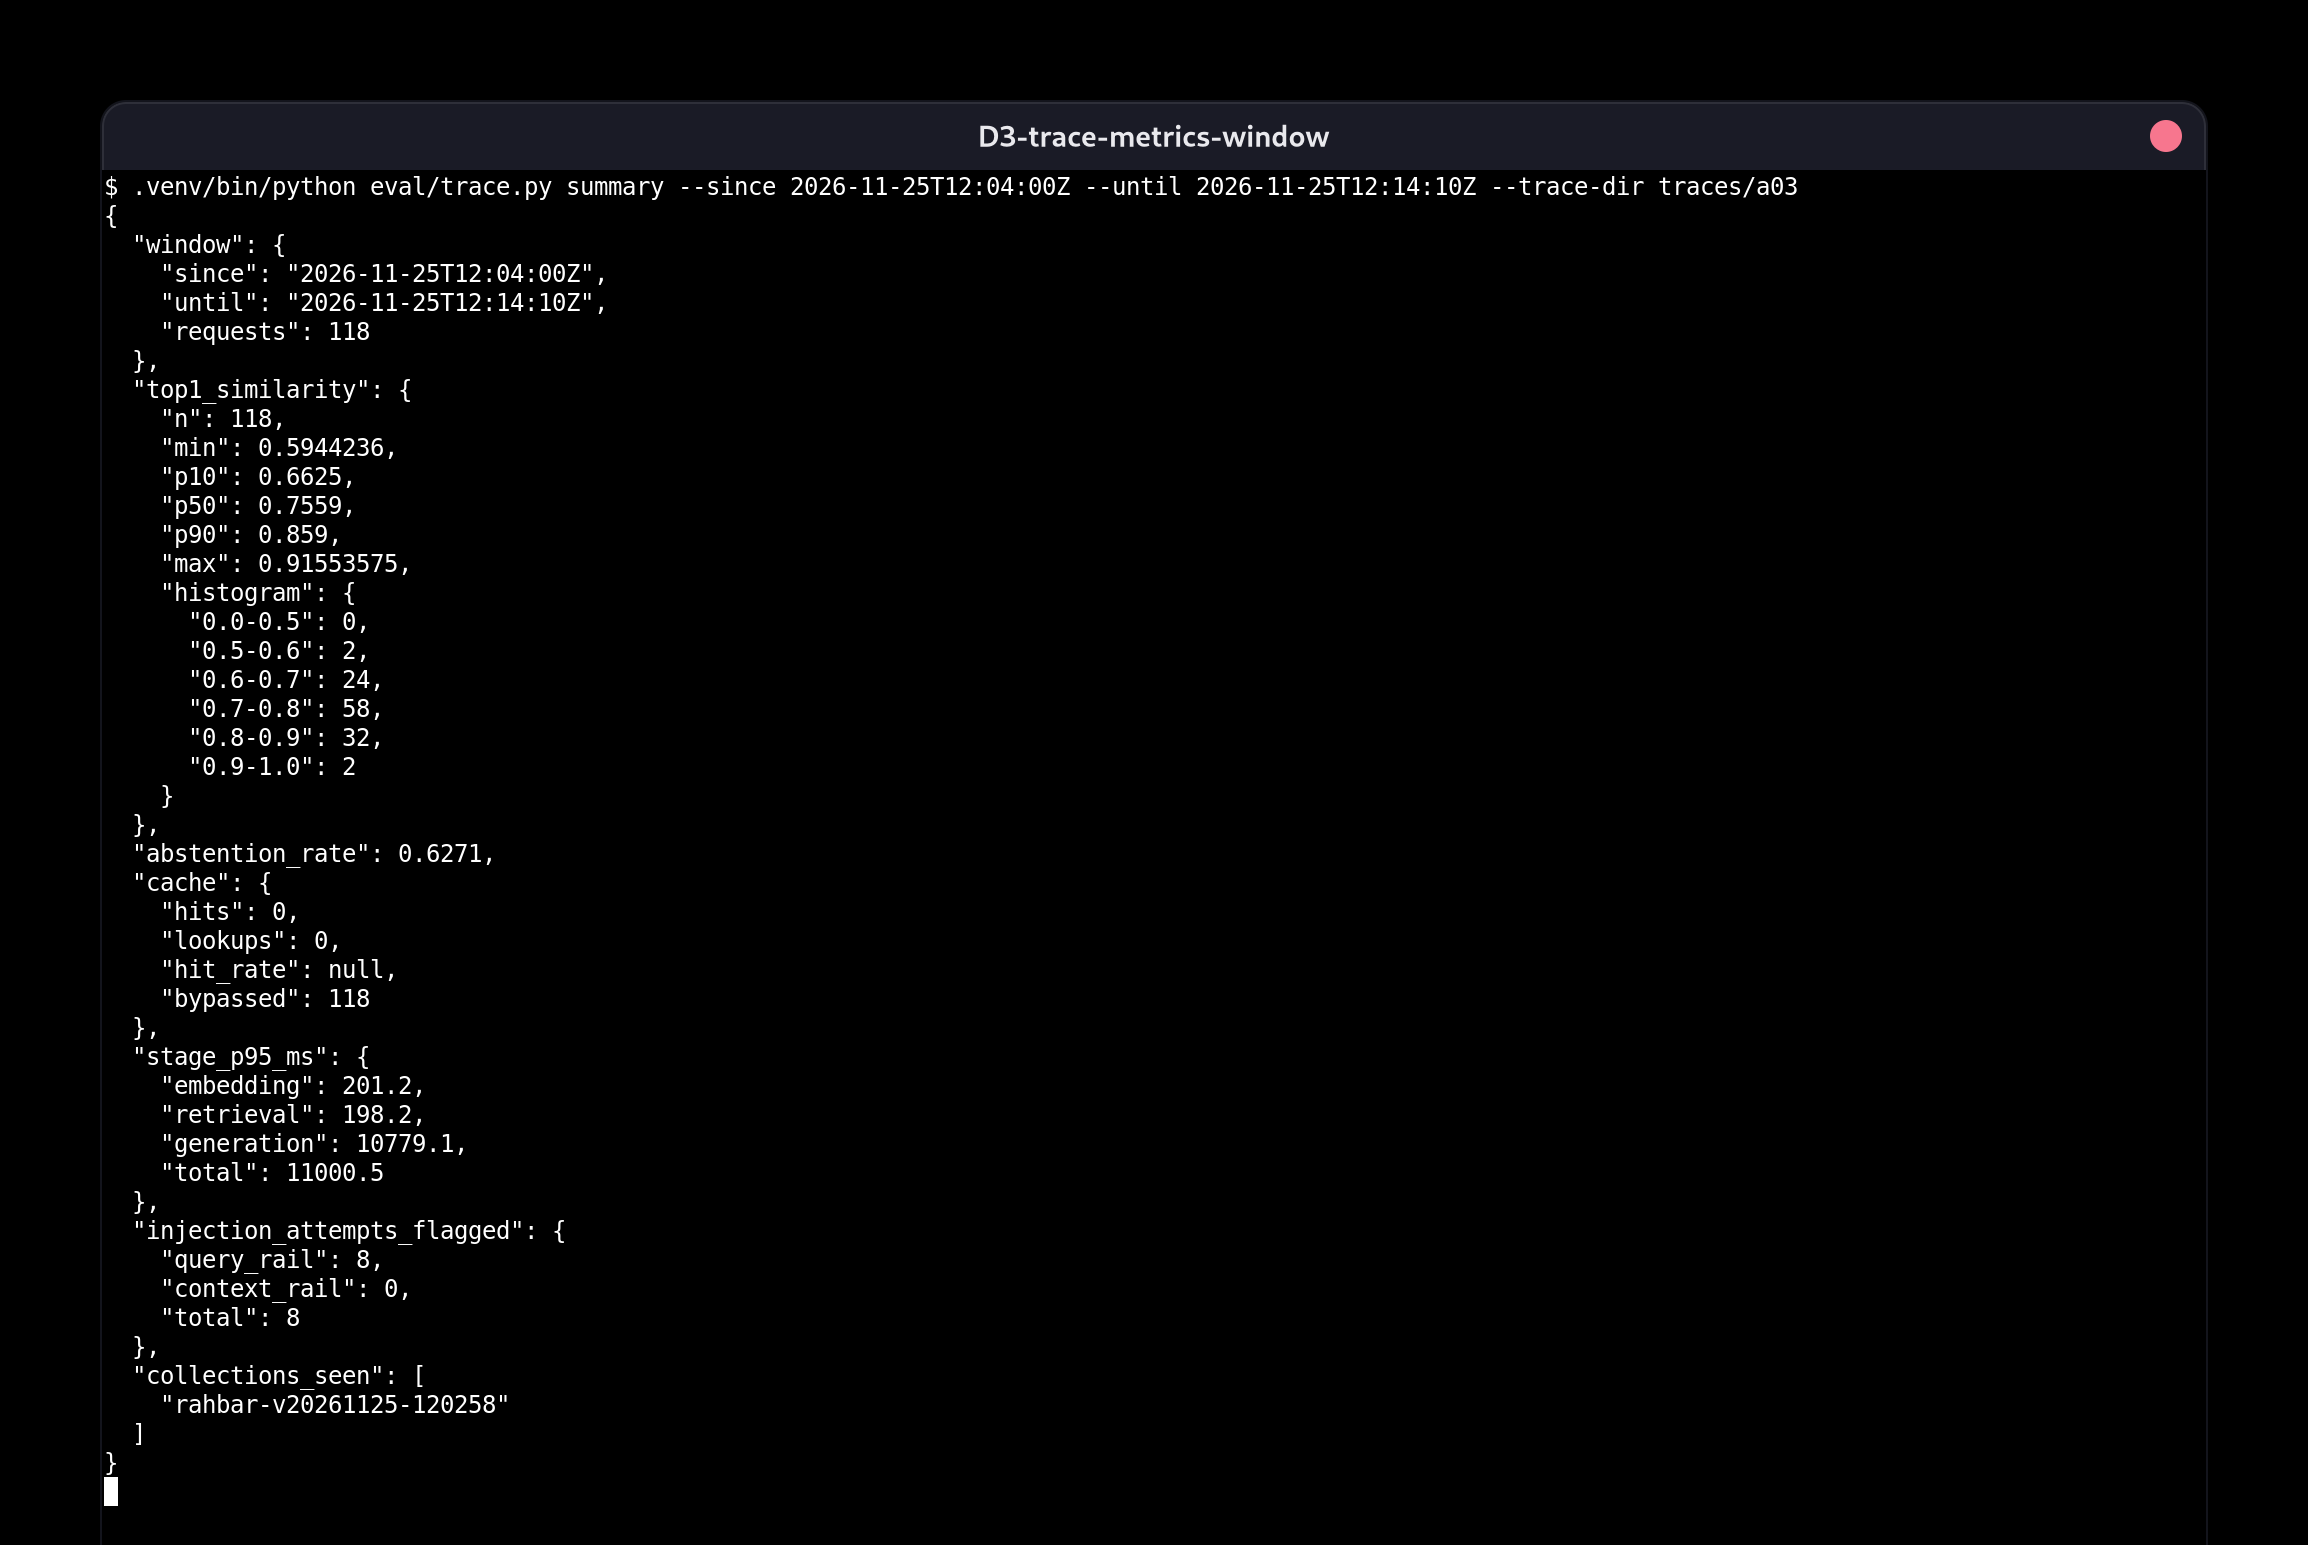 D3-trace-metrics-window
$ .venv/bin/python eval/trace.py summary --since 2026-11-25T12:04:00Z --until 2026-11-25T12:14:10Z --trace-dir traces/a03
{
  "window": {
    "since": "2026-11-25T12:04:00Z",
    "until": "2026-11-25T12:14:10Z",
    "requests": 118
  },
  "top1_similarity": {
    "n": 118,
    "min": 0.5944236,
    "p10": 0.6625,
    "p50": 0.7559,
    "p90": 0.859,
    "max": 0.91553575,
    "histogram": {
      "0.0-0.5": 0,
      "0.5-0.6": 2,
      "0.6-0.7": 24,
      "0.7-0.8": 58,
      "0.8-0.9": 32,
      "0.9-1.0": 2
    }
  },
  "abstention_rate": 0.6271,
  "cache": {
    "hits": 0,
    "lookups": 0,
    "hit_rate": null,
    "bypassed": 118
  },
  "stage_p95_ms": {
    "embedding": 201.2,
    "retrieval": 198.2,
    "generation": 10779.1,
    "total": 11000.5
  },
  "injection_attempts_flagged": {
    "query_rail": 8,
    "context_rail": 0,
    "total": 8
  },
  "collections_seen": [
    "rahbar-v20261125-120258"
  ]
}